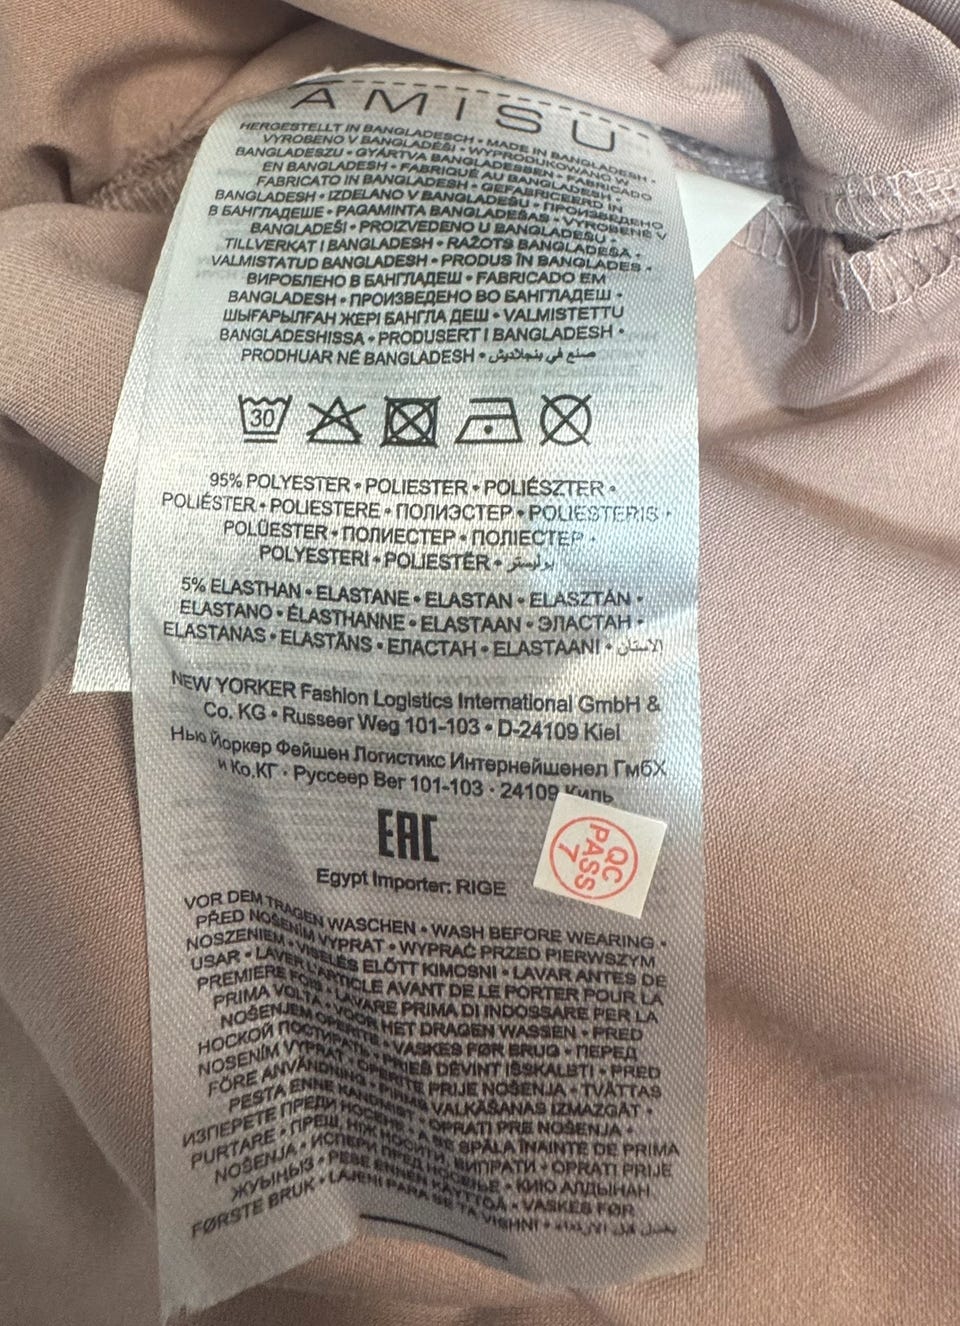 AMISU
HERGESTELLT IN BANGLADESCH • MADE IN BANGLADESH •
VYROBENO V BANGLADÉŠI • WYPRODUKOWANO W
BANGLADESZU • GYÁRTVA BANGLADESBEN • FABRICADO
EN BANGLADESH • FABRIQUÉ AU BANGLADESH •
FABRICATO IN BANGLADESH • GEFABRICEERD IN
BANGLADESH • IZDELANO V BANGLADEŠU • ПРОИЗВЕДЕНО
В БАНГЛАДЕШЕ • PAGAMINTA BANGLADEŠAS • VYROBENÉ V
BANGLADÉŠI • PROIZVEDENO U BANGLADEŠU •
TILLVERKAT I BANGLADESH • RAŽOTS BANGLADEŠA •
VALMISTATUD BANGLADESH • PRODUS ÎN BANGLADES •
ВИРОБЛЕНО В БАНГЛАДЕШ • FABRICADO EM
BANGLADESH • ПРОИЗВЕДЕНО ВО БАНГЛАДЕШ •
ШЫҒАРЫЛҒАН ЖЕРІ БАНГЛА ДЕШ • VALMISTETTU
BANGLADESHISSA • PRODUSERT I BANGLADESH •
PRODHUAR NË BANGLADESH • صنع في بنجلاديش
30
95% POLYESTER • POLIESTER • POLIÉSZTER •
POLIÉSTER • POLIESTERE • ПОЛИЭСТЕР • POLIESTERIS •
POLÜESTER • ПОЛИЕСТЕР • ПОЛІЕСТЕР •
POLYESTERI • POLIESTËR • بوليستر
5% ELASTHAN • ELASTANE • ELASTAN • ELASZTÁN •
ELASTANO • ÉLASTHANNE • ELASTAAN • ЭЛАСТАН •
ELASTANAS • ELASTĀNS • ЕЛАСТАН • ELASTAANI • الاستان
NEW YORKER Fashion Logistics International GmbH &
Co. KG • Russeer Weg 101-103 • D-24109 Kiel
Нью Йоркер Фейшен Логистикс Интернейшенел ГмбХ
и Ко.КГ • Руссеер Вег 101-103 • 24109 Киль
EAC
QC
PASS
7
Egypt Importer: RIGE
VOR DEM TRAGEN WASCHEN • WASH BEFORE WEARING •
PŘED NOŠENÍM VYPRAT • WYPRAĆ PRZED PIERWSZYM
NOSZENIEM • VISELÉS ELŐTT KIMOSNI • LAVAR ANTES DE
USAR • LAVER L'ARTICLE AVANT DE LE PORTER POUR LA
PREMIERE FOIS • LAVARE PRIMA DI INDOSSARE PER LA
PRIMA VOLTA • VOOR HET DRAGEN WASSEN • PRED
NOŠENJEM OPERITE • VASKES FØR BRUG • ПЕРЕД
НОСКОЙ ПОСТИРАТЬ • PRIEŠ DĖVINT IŠSKALBTI • PRED
NOSENÍM VYPRAŤ • OPERITE PRIJE NOŠENJA • TVÄTTAS
FÖRE ANVÄNDNING • PIRMS VALKĀŠANAS IZMAZGĀT •
PESTA ENNE KANDMIST • OPRATI PRE NOŠENJA •
ИЗПЕРЕТЕ ПРЕДИ НОСЕНЕ • A SE SPĂLA ÎNAINTE DE PRIMA
PURTARE • ПРЕШ, НІЖ НОСИТИ, ВИПРАТИ • OPRATI PRIJE
NOŠENJA • ИСПЕРИ ПРЕД НОСЕЊЕ • КИЮ АЛДЫНАН
ЖУЫҢЫЗ • PESE ENNEN KÄYTTÖÄ • VASKES FØR
FØRSTE BRUK • LAJENI PARA SE TA VISHNI •